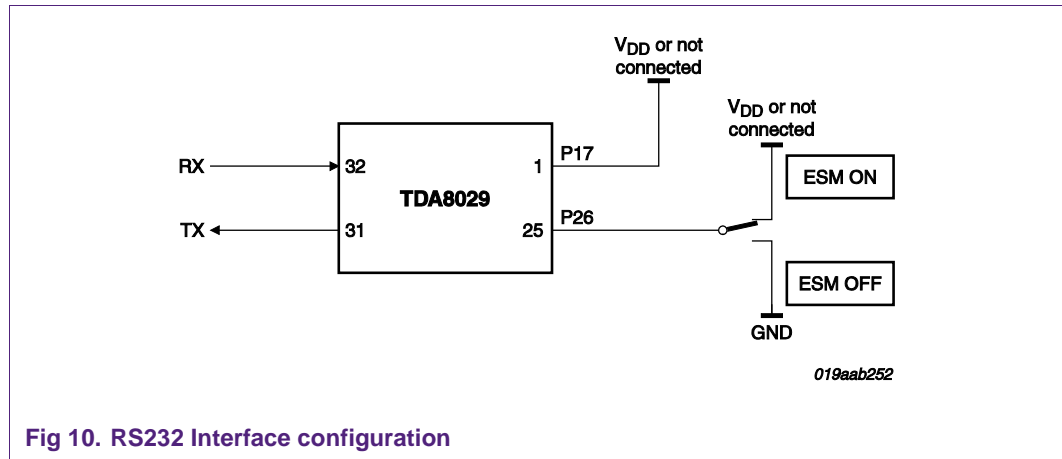 VDD or not
connected
VDD or not
connected
RX
32
1
P17
ESM ON
TDA8029
TX
31
25
P26
ESM OFF
GND
019aab252
Fig 10. RS232 Interface configuration